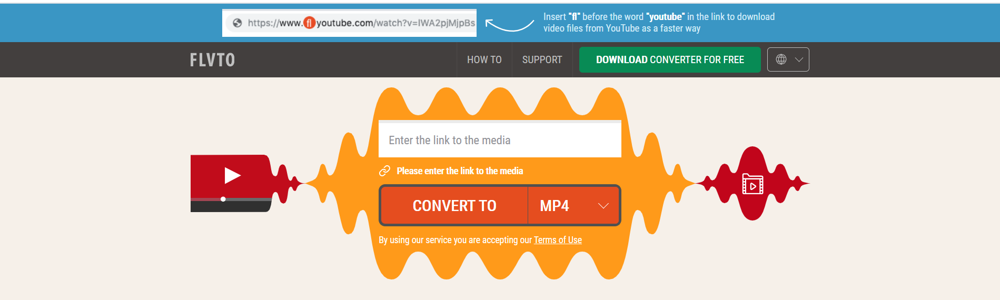 https://www.flyoutube.com/watch?v=IWA2pjMjpBs
Insert "fl" before the word "youtube" in the link to download
video files from YouTube as a faster way
FLVTO
HOW TO
SUPPORT
DOWNLOAD CONVERTER FOR FREE
Enter the link to the media
Please enter the link to the media
CONVERT TO
MP4
By using our service you are accepting our Terms of Use